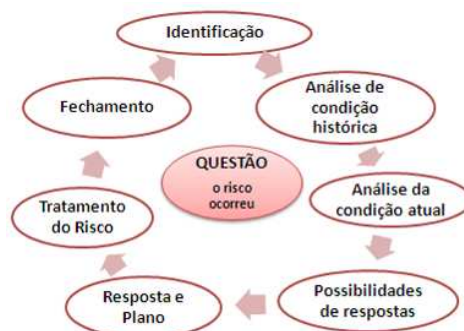 Identificação
Análise de
condição
histórica
Análise da
condição atual
Possibilidades
de respostas
Resposta e
Plano
Tratamento
do Risco
Fechamento
QUESTÃO
o risco
ocorreu